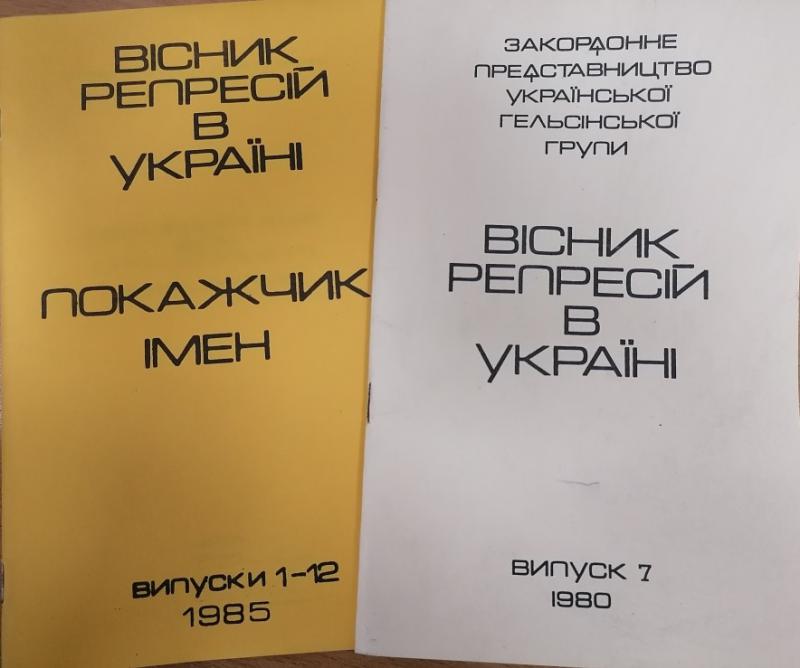 ВІСНИК
РЕПРЕСІЙ
В
УКРАЇНІ
ПОКАЖЧИК
ІМЕН
ВИПУСКИ 1-12
1985
ЗАКОРДОННЕ
ПРЕДСТАВНИЦТВО
УКРАЇНСЬКОЇ
ГЕЛЬСІНСЬКОЇ
ГРУПИ
ВІСНИК
РЕПРЕСІЙ
В
УКРАЇНІ
ВИПУСК 7
1980